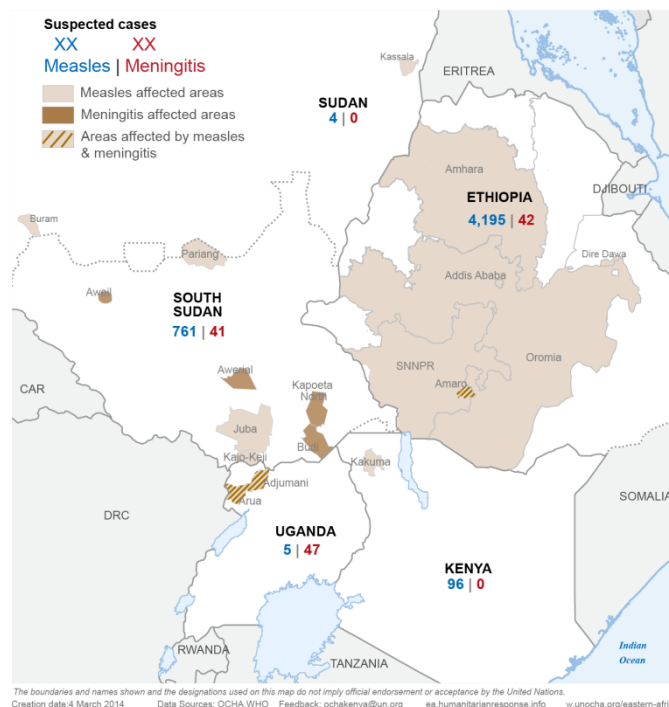 Suspected cases
XX XX
Measles | Meningitis
Measles affected areas
Meningitis affected areas
Areas affected by measles
& meningitis
Kassala
ERITREA
SUDAN
4 | 0
Amhara
DJIBOUTI
ETHIOPIA
4,195 | 42
Buram
Pariang
Dire Dawa
Addis Ababa
Aweil
SOUTH
SUDAN
761 | 41
SNNPR
Oromia
Awerial
Kapoeta
North
Amaro
CAR
Juba
Budi
Kajo-Keji
Kakuma
Adjumani
Arua
SOMALIA
DRC
UGANDA
5 | 47
KENYA
96 | 0
Indian
Ocean
RWANDA
TANZANIA
The boundaries and names shown and the designations used on this map do not imply official endorsement or acceptance by the United Nations.
Creation date:4 March 2014 Data Sources: OCHA.WHO Feedback: ochakenya@un.org ea.humanitarianresponse.info w.unocha.org/eastern-afr